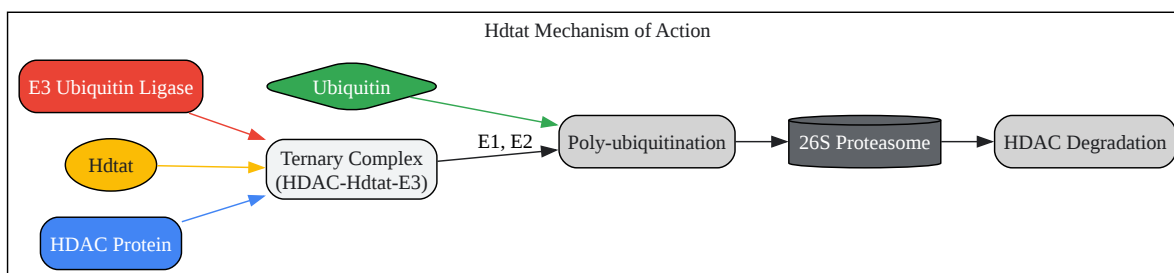 Hdtat Mechanism of Action
E3 Ubiquitin Ligase
Ubiquitin
Hdtat
HDAC Protein
Ternary Complex
(HDAC-Hdtat-E3)
E1, E2
Poly-ubiquitination
26S Proteasome
HDAC Degradation